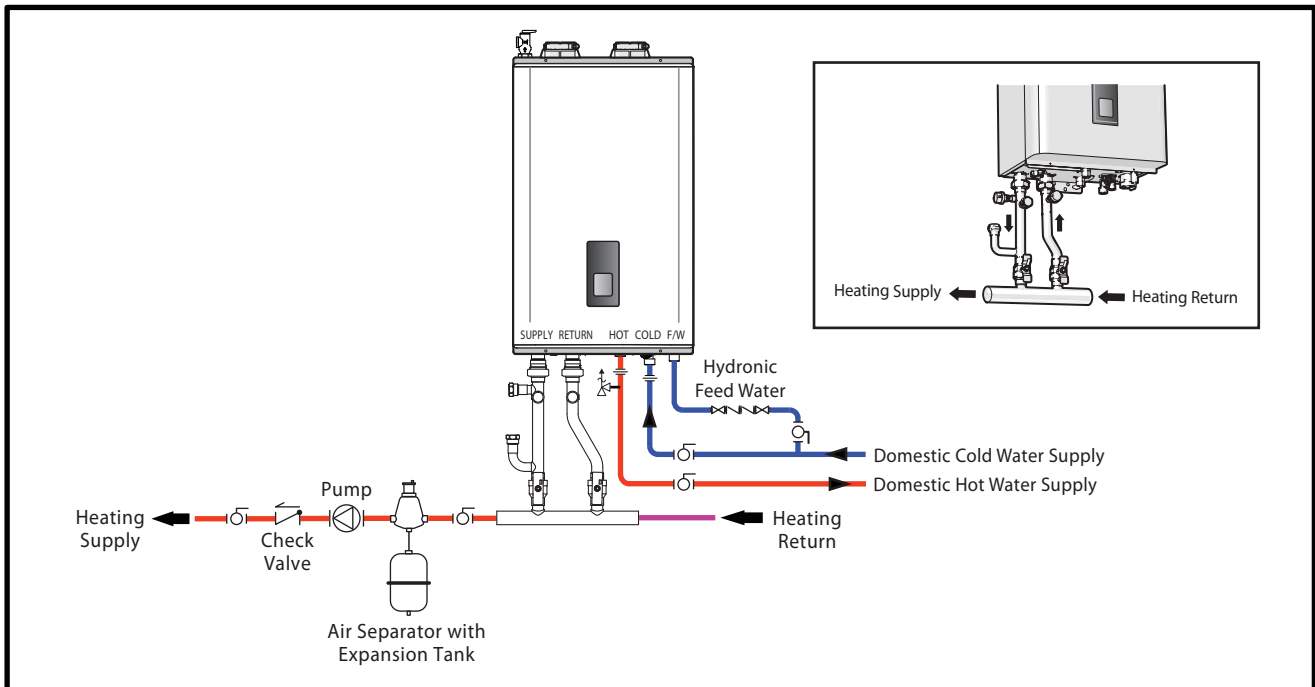 SUPPLY RETURN HOT COLD F/W
Hydronic
Feed Water
Domestic Cold Water Supply
Domestic Hot Water Supply
Heating
Supply
Check
Valve
Pump
Air Separator with
Expansion Tank
Heating
Return
Heating Supply
Heating Return